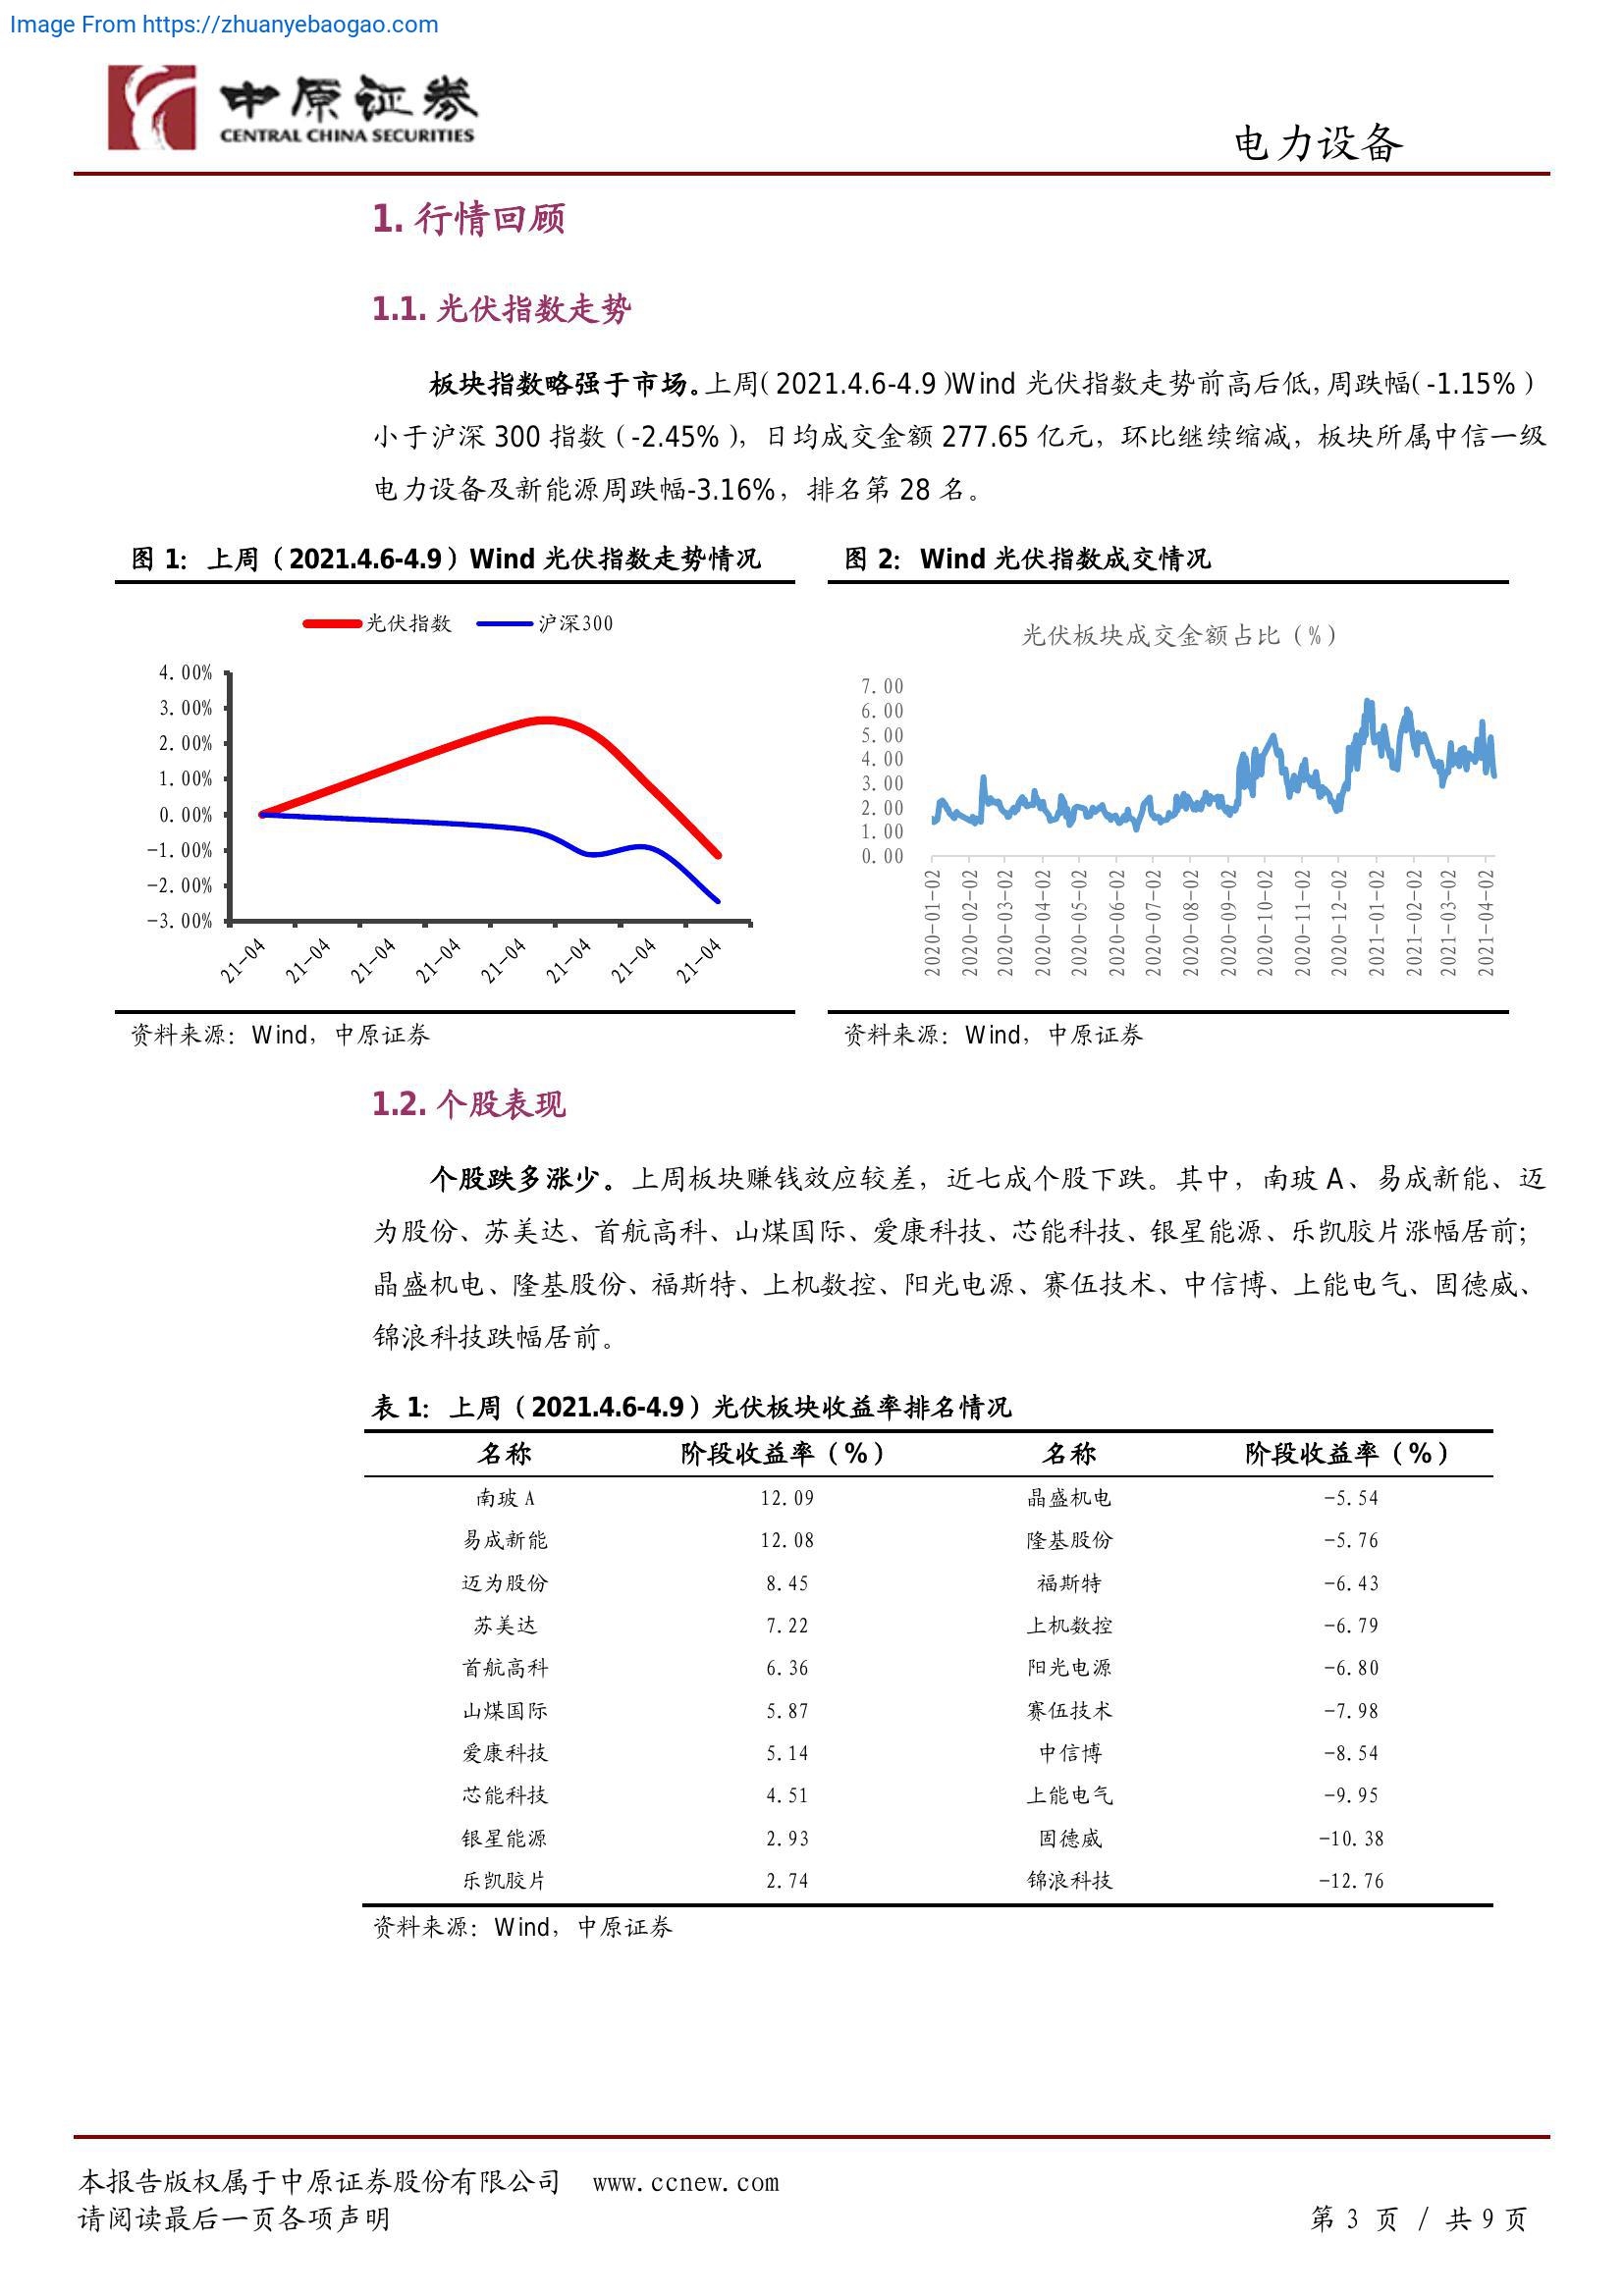 Image From https://zhuanyebaogao.com
中原证券
CENTRAL CHINA SECURITIES
电力设备
1. 行情回顾
1.1. 光伏指数走势
板块指数略强于市场。上周（2021.4.6-4.9）Wind 光伏指数走势前高后低，周跌幅（-1.15%）
小于沪深 300 指数（-2.45%），日均成交金额 277.65 亿元，环比继续缩减，板块所属中信一级
电力设备及新能源周跌幅-3.16%，排名第 28 名。
图 1：上周（2021.4.6-4.9）Wind 光伏指数走势情况
光伏指数 沪深300
4.00%
3.00%
2.00%
1.00%
0.00%
-1.00%
-2.00%
-3.00%
21-04 21-04 21-04 21-04 21-04 21-04 21-04 21-04
资料来源：Wind，中原证券
图 2：Wind 光伏指数成交情况
光伏板块成交金额占比（%）
7.00
6.00
5.00
4.00
3.00
2.00
1.00
0.00
2020-01-02 2020-02-02 2020-03-02 2020-04-02 2020-05-02 2020-06-02 2020-07-02 2020-08-02 2020-09-02 2020-10-02 2020-11-02 2020-12-02 2021-01-02 2021-02-02 2021-03-02 2021-04-02
资料来源：Wind，中原证券
1.2. 个股表现
个股跌多涨少。上周板块赚钱效应较差，近七成个股下跌。其中，南玻 A、易成新能、迈
为股份、苏美达、首航高科、山煤国际、爱康科技、芯能科技、银星能源、乐凯胶片涨幅居前；
晶盛机电、隆基股份、福斯特、上机数控、阳光电源、赛伍技术、中信博、上能电气、固德威、
锦浪科技跌幅居前。
表 1：上周（2021.4.6-4.9）光伏板块收益率排名情况
名称 阶段收益率（%） 名称 阶段收益率（%）
南玻 A 12.09 晶盛机电 -5.54
易成新能 12.08 隆基股份 -5.76
迈为股份 8.45 福斯特 -6.43
苏美达 7.22 上机数控 -6.79
首航高科 6.36 阳光电源 -6.80
山煤国际 5.87 赛伍技术 -7.98
爱康科技 5.14 中信博 -8.54
芯能科技 4.51 上能电气 -9.95
银星能源 2.93 固德威 -10.38
乐凯胶片 2.74 锦浪科技 -12.76
资料来源：Wind，中原证券
本报告版权属于中原证券股份有限公司 www.ccnew.com
请阅读最后一页各项声明
第 3 页 / 共 9 页